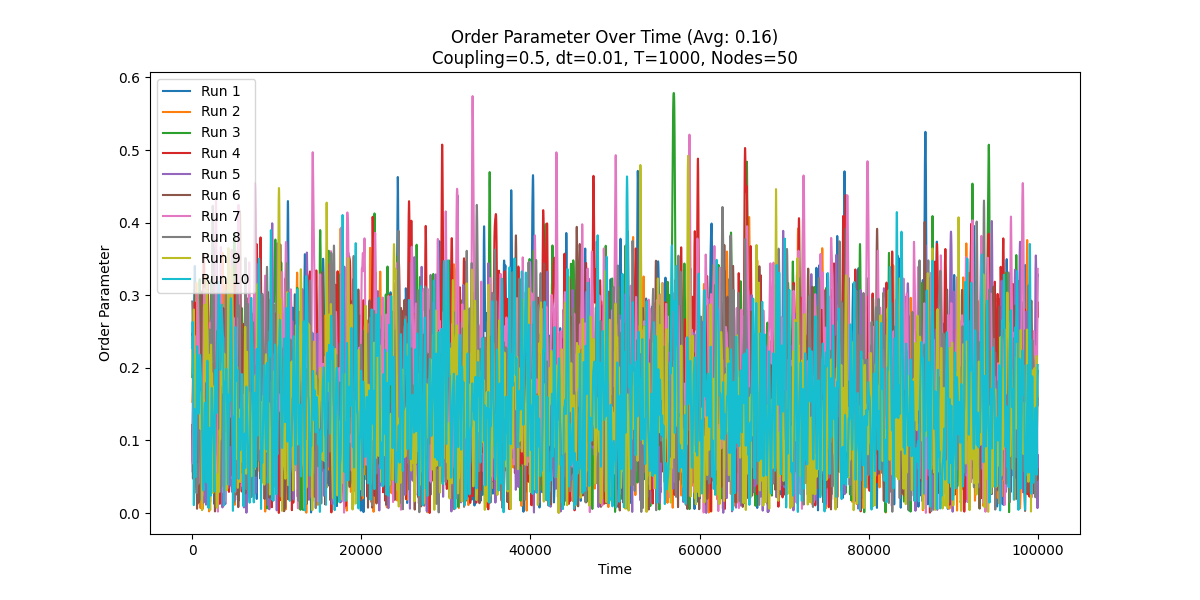 Order Parameter Over Time (Avg: 0.16)
Coupling=0.5, dt=0.01, T=1000, Nodes=50
Run 1
Run 2
Run 3
Run 4
Run 5
Run 6
Run 7
Run 8
Run 9
Run 10
Order Parameter
0.6
0.5
0.4
0.3
0.2
0.1
0.0
0
20000
40000
60000
80000
100000
Time